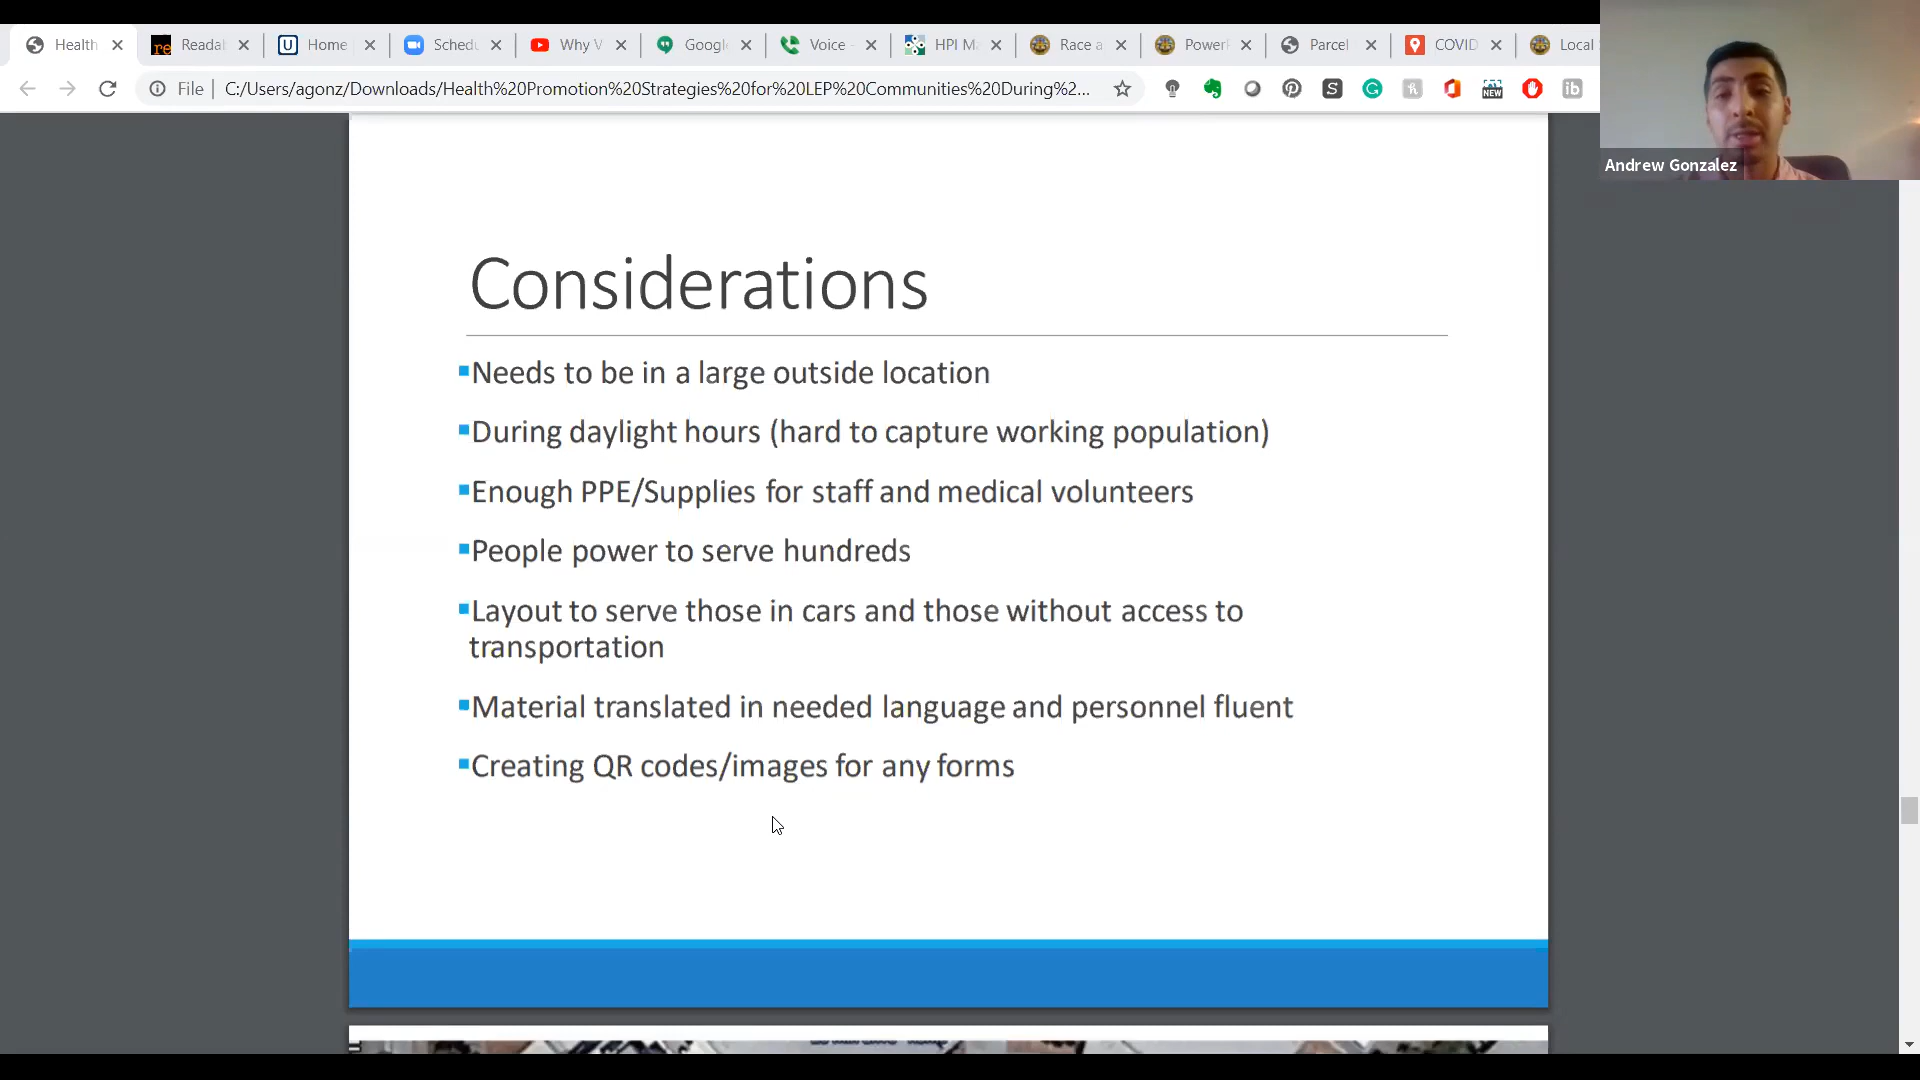 Health
Reada
Home
Schedu
Why V
Googl
Voice -
HPI M
Race a
Power
Parcel
COVID
Local
File
C:/Users/agonz/Downloads/Health%20Promotion%20Strategies%20for%20LEP%20Communities%20During%2...
S
NEW
ib
Andrew Gonzalez
Considerations
Needs to be in a large outside location
During daylight hours (hard to capture working population)
Enough PPE/Supplies for staff and medical volunteers
People power to serve hundreds
Layout to serve those in cars and those without access to
transportation
Material translated in needed language and personnel fluent
Creating QR codes/images for any forms